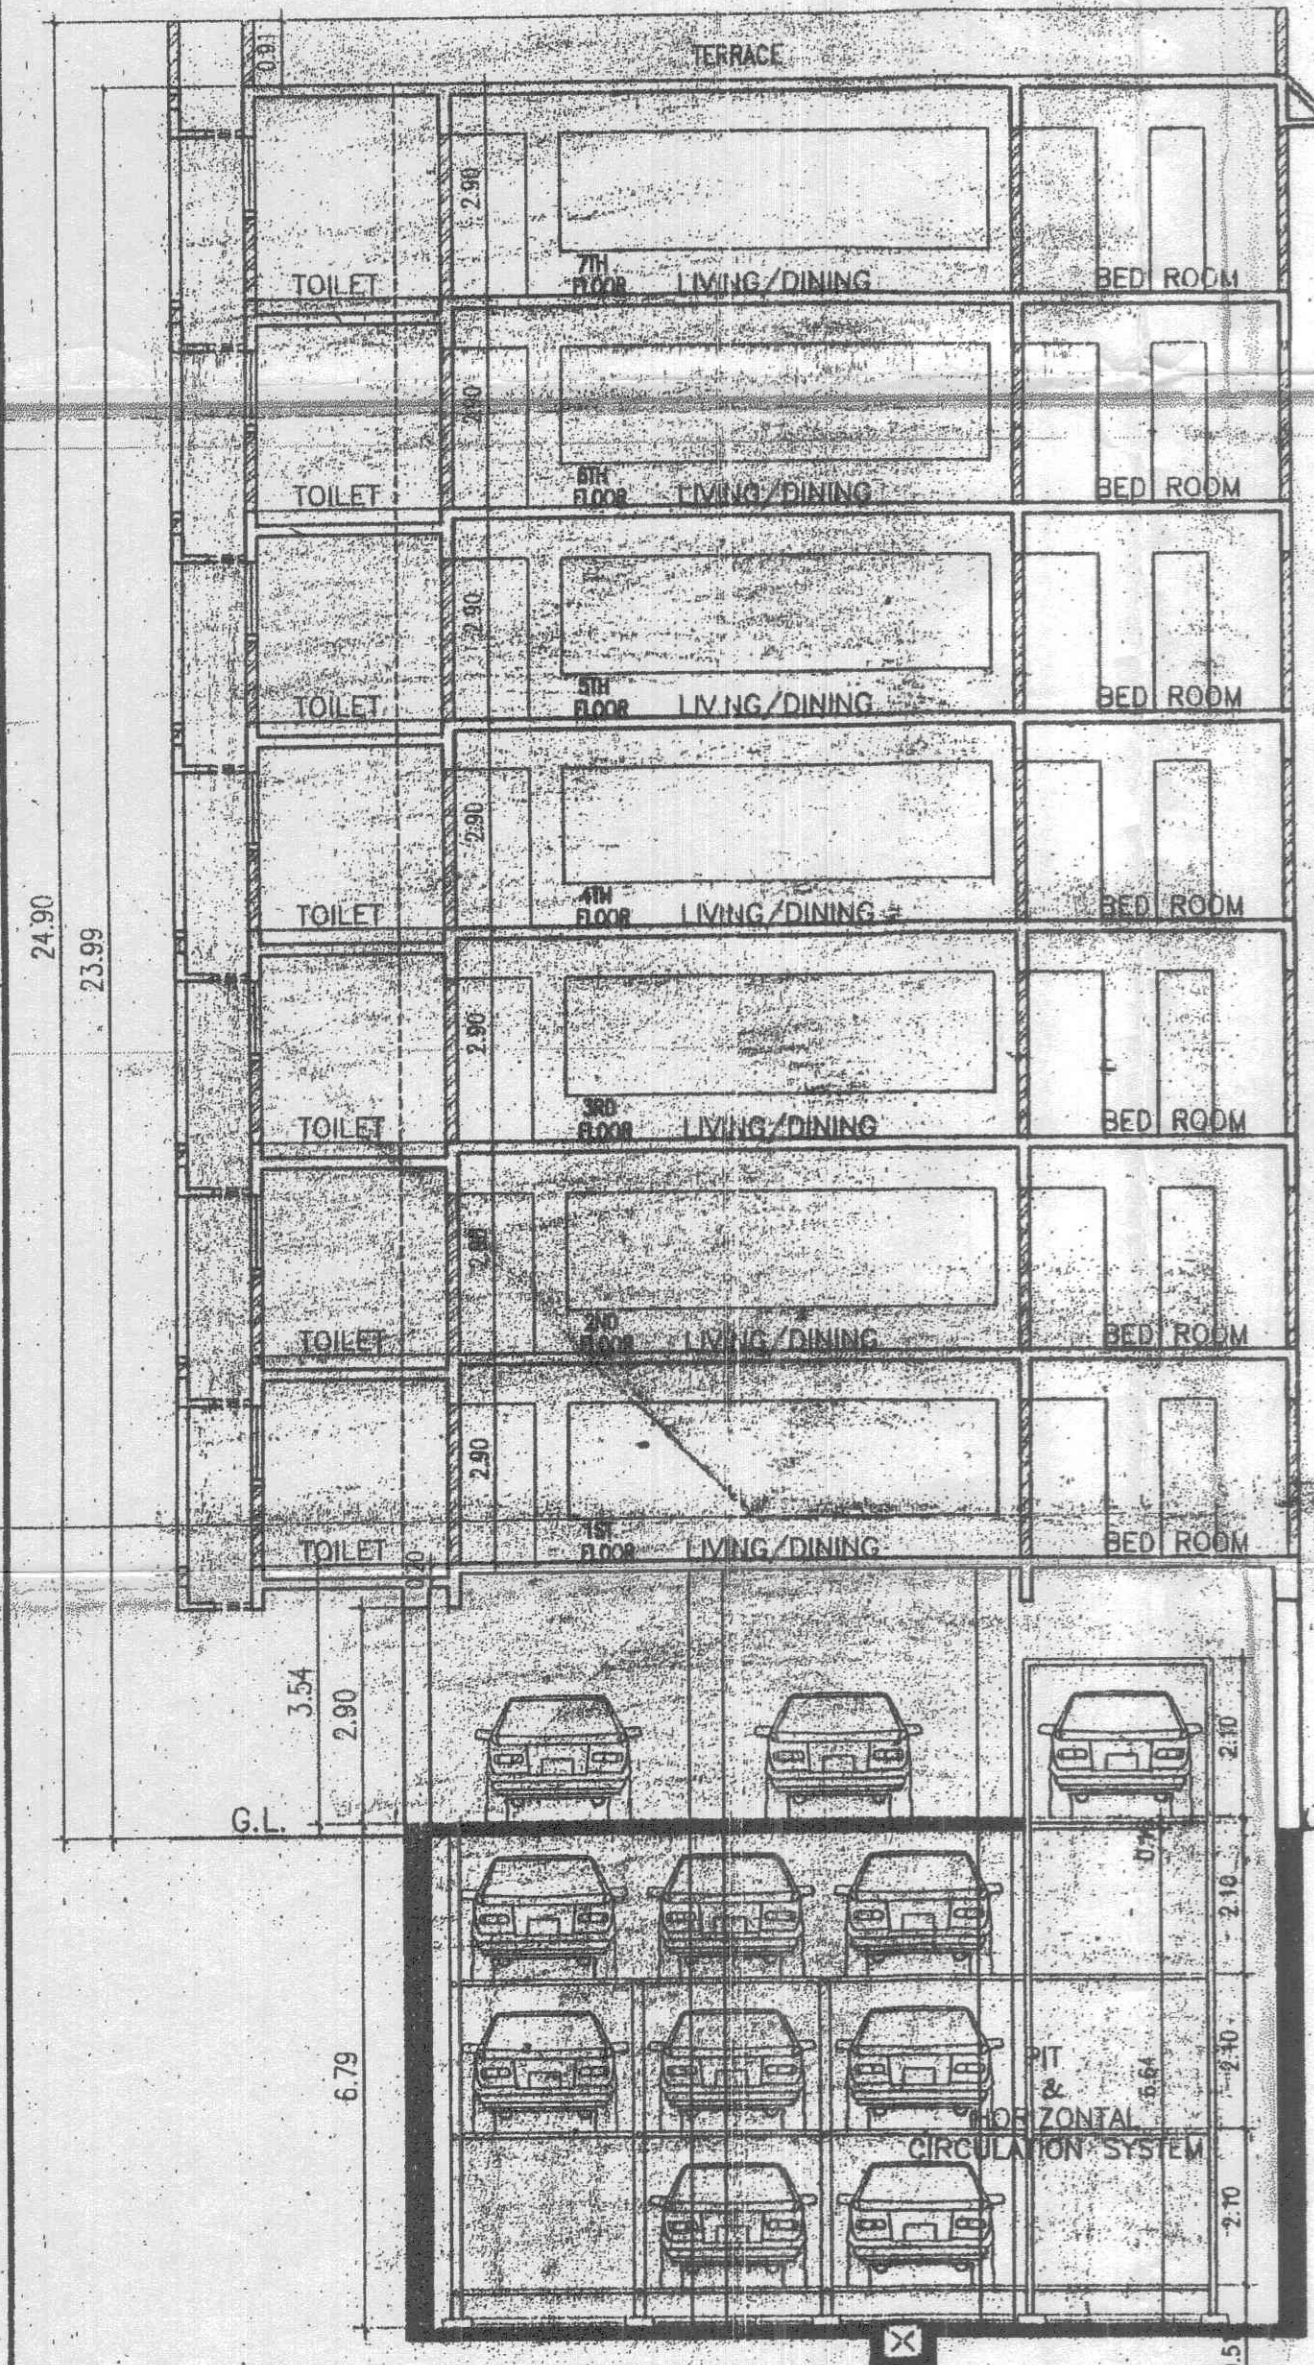 0.91
TERRACE
2.90
7TH
FLOOR
TOILET
LIVING/DINING
BED ROOM
2.90
6TH
FLOOR
TOILET
LIVING/DINING
BED ROOM
2.90
5TH
FLOOR
TOILET
LIVING/DINING
BED ROOM
2.90
4TH
FLOOR
TOILET
LIVING/DINING
BED ROOM
24.90
23.99
2.90
3RD
FLOOR
TOILET
LIVING/DINING
BED ROOM
2.90
2ND
FLOOR
TOILET
LIVING/DINING
BED ROOM
2.90
1ST
FLOOR
TOILET
LIVING/DINING
BED ROOM
0.20
3.54
2.90
2.10
G.L.
2.10
6.79
2.10
PIT
&
HORIZONTAL
CIRCULATION SYSTEM
6.64
2.10